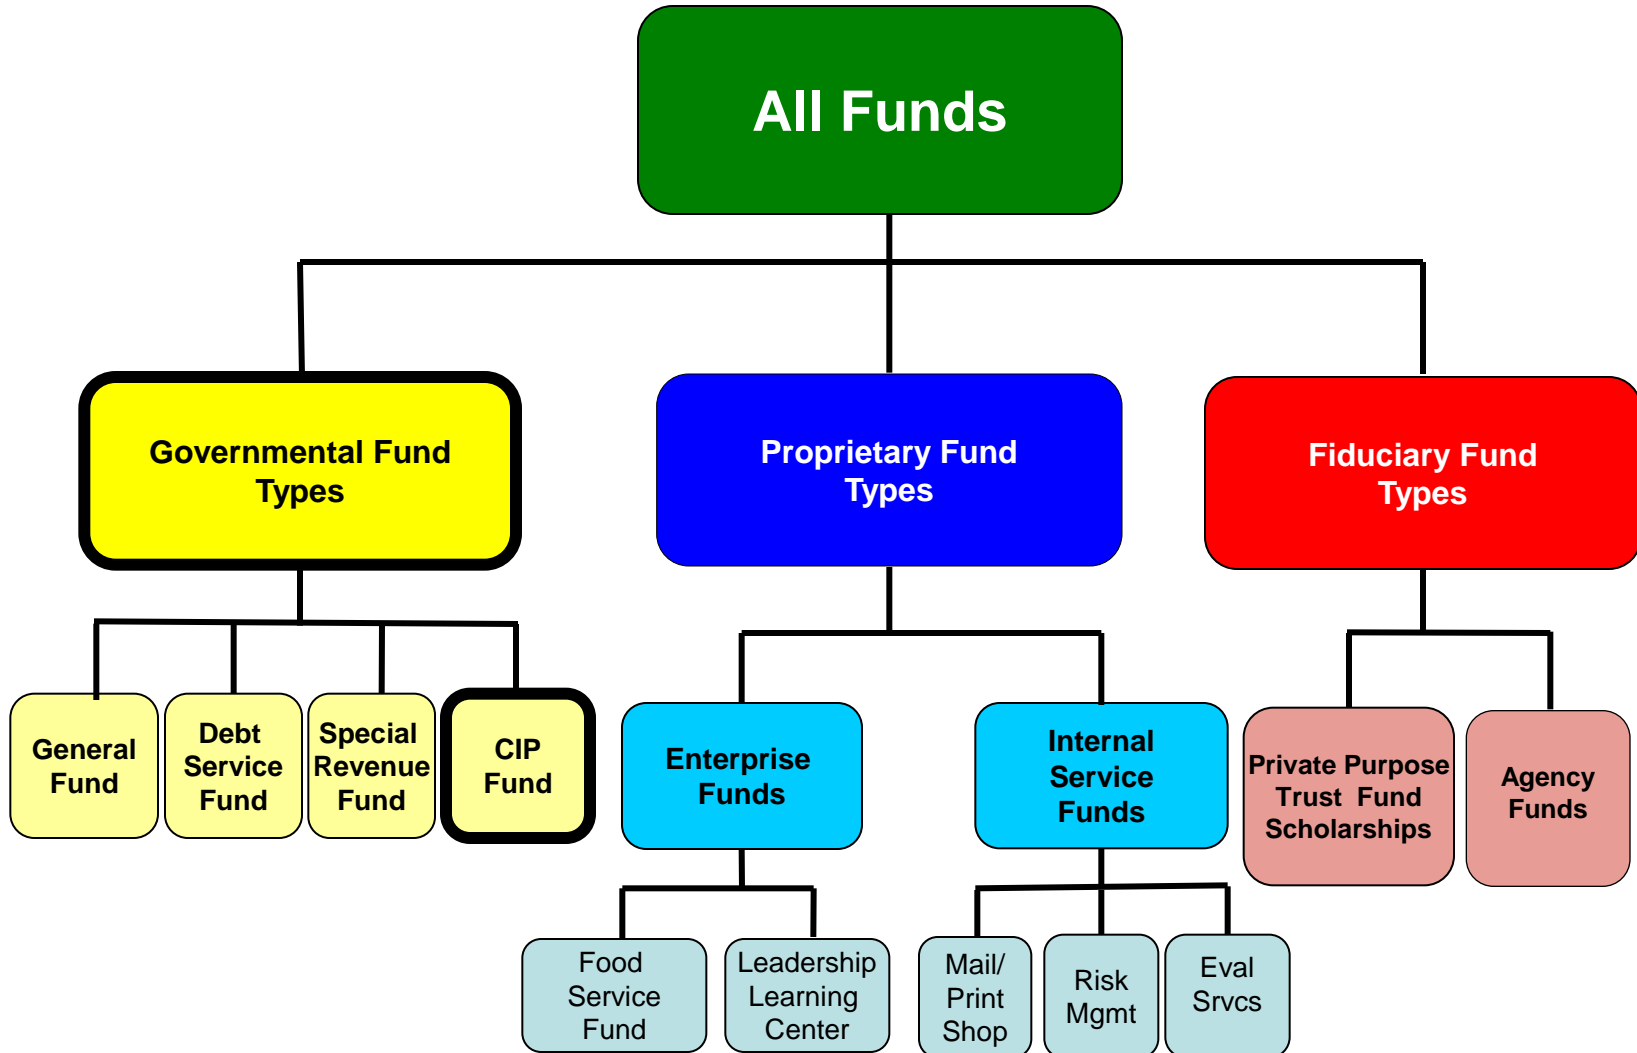 All Funds
Governmental Fund
Types
Proprietary Fund
Types
Fiduciary Fund
Types
General
Fund
Debt
Service
Fund
Special
Revenue
Fund
CIP
Fund
Enterprise
Funds
Internal
Service
Funds
Private Purpose
Trust Fund
Scholarships
Agency
Funds
Food
Service
Fund
Leadership
Learning
Center
Mail/
Print
Shop
Risk
Mgmt
Eval
Srvcs